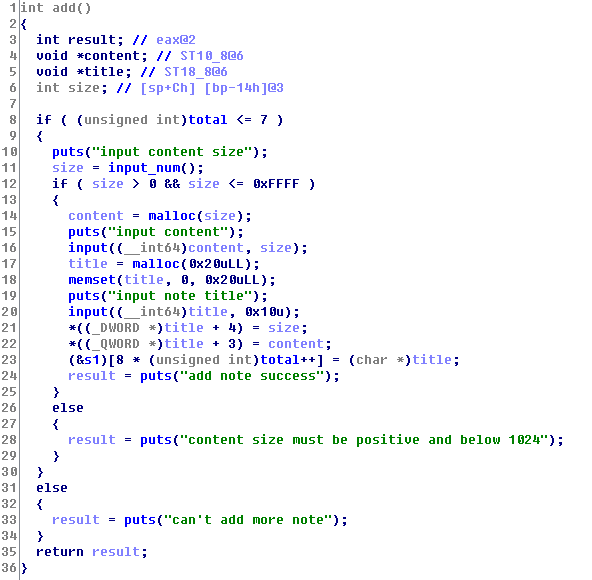 1 int add()
2 {
3   int result; // eax@2
4   void *content; // ST10_8@6
5   void *title; // ST18_8@6
6   int size; // [sp+Ch] [bp-14h]@3
7
8   if ( (unsigned int)total <= 7 )
9   {
10     puts("input content size");
11     size = input_num();
12     if ( size > 0 && size <= 0xFFFF )
13     {
14       content = malloc(size);
15       puts("input content");
16       input((__int64)content, size);
17       title = malloc(0x20uLL);
18       memset(title, 0, 0x20uLL);
19       puts("input note title");
20       input((__int64)title, 0x10u);
21       *((_DWORD *)title + 4) = size;
22       *((_QWORD *)title + 3) = content;
23       (&s1)[8 * (unsigned int)total++] = (char *)title;
24       result = puts("add note success");
25     }
26     else
27     {
28       result = puts("content size must be positive and below 1024");
29     }
30   }
31   else
32   {
33     result = puts("can't add more note");
34   }
35   return result;
36 }